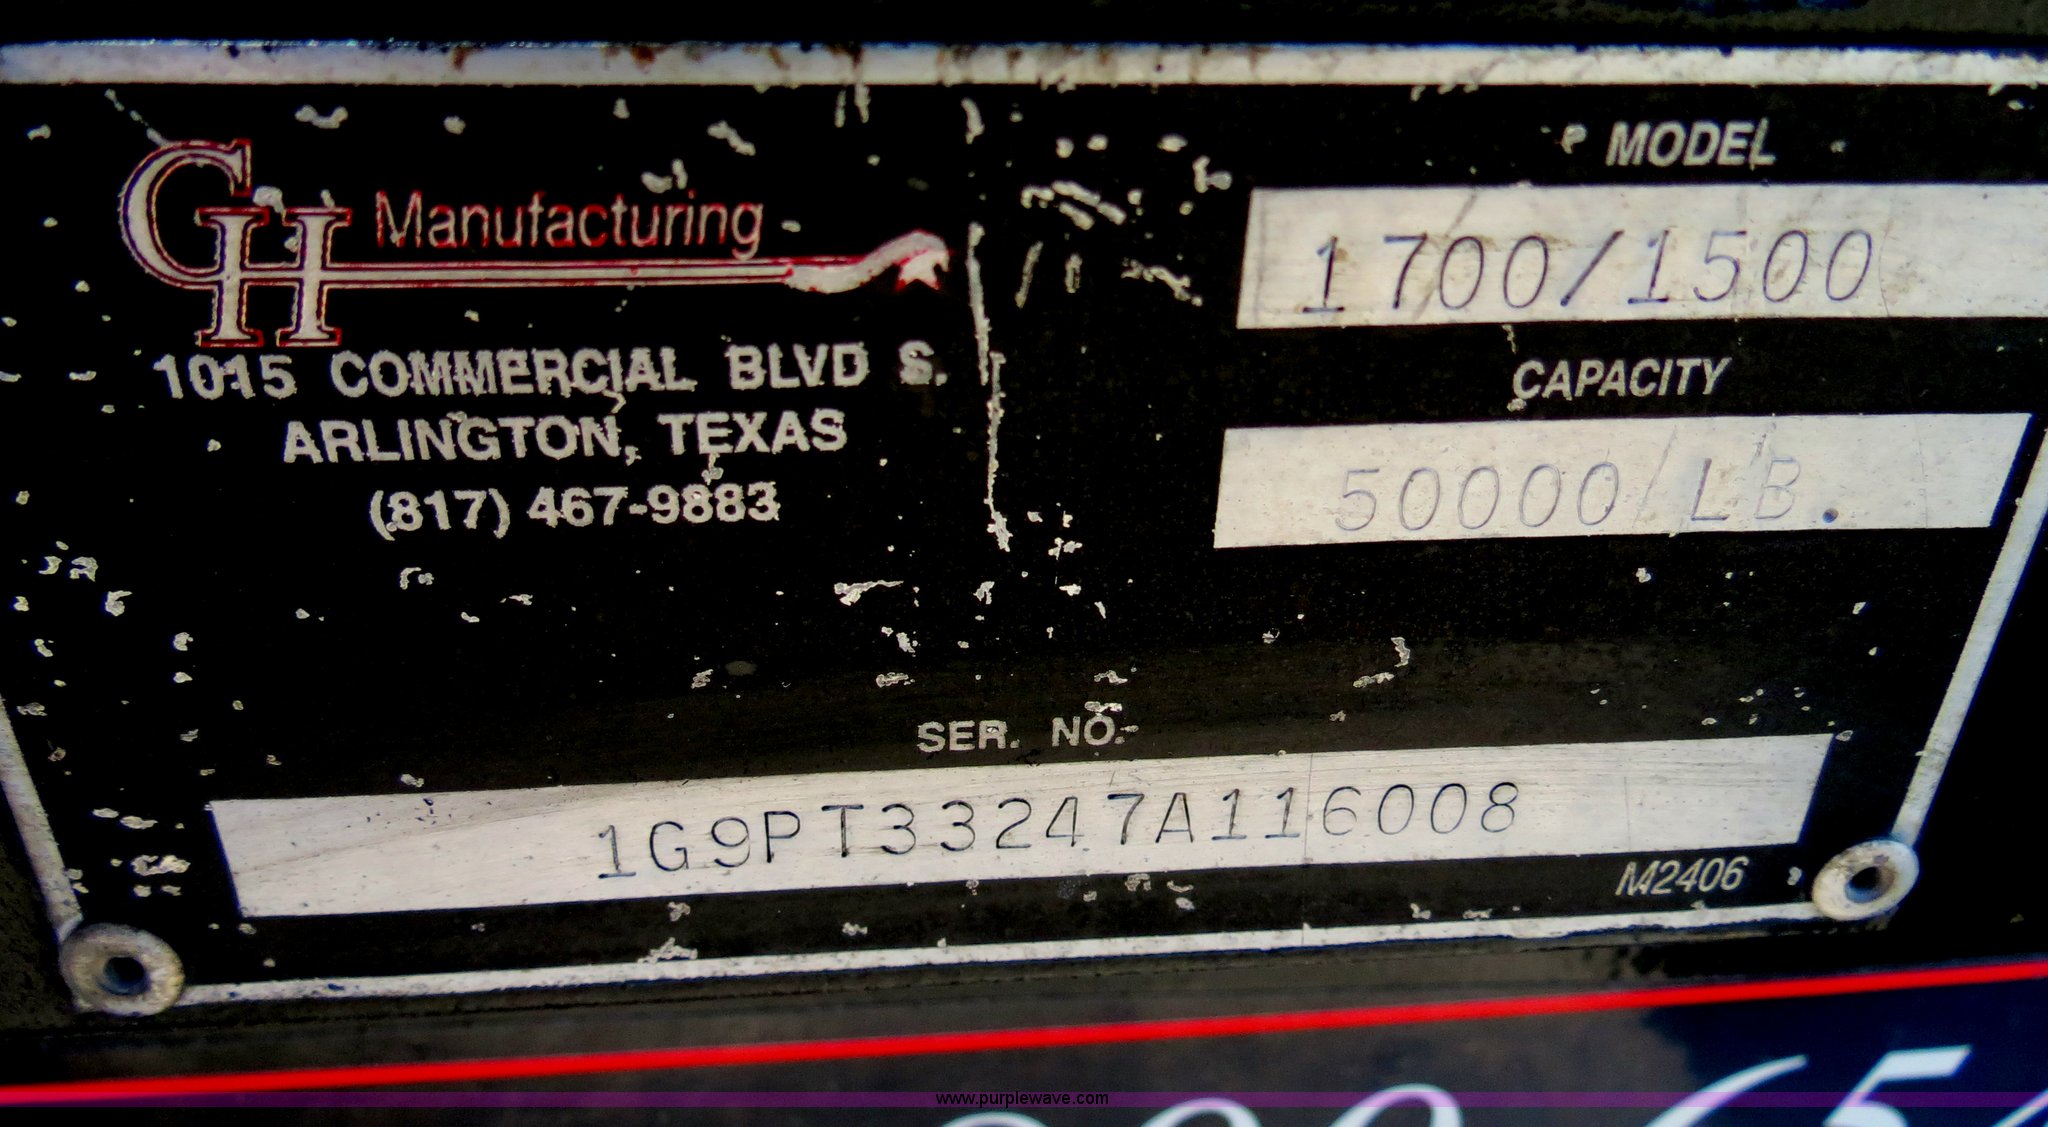 GH Manufacturing
1015 COMMERCIAL BLVD S.
ARLINGTON, TEXAS
(817) 467-9883
MODEL
1700/1500
CAPACITY
50000/LB.
SER. NO.
1G9PT33247A116008
M2406
www.purplewave.com